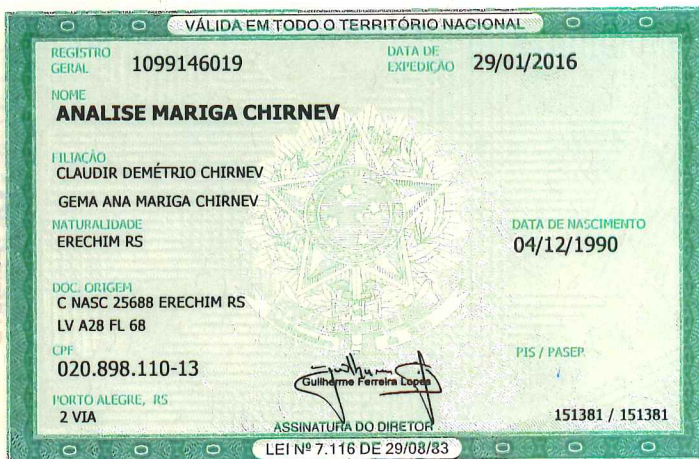 VÁLIDA EM TODO O TERRITÓRIO NACIONAL
REGISTRO GERAL 1099146019 DATA DE EXPEDIÇÃO 29/01/2016
NOME
ANALISE MARIGA CHIRNEV
FILIAÇÃO
CLAUDIR DEMÉTRIO CHIRNEV
GEMA ANA MARIGA CHIRNEV
NATURALIDADE DATA DE NASCIMENTO
ERECHIM RS 04/12/1990
DOC. ORIGEM
C NASC 25688 ERECHIM RS
LV A28 FL 68
CPF PIS / PASEP
020.898.110-13
Guilherme Ferreira Lopes
PORTO ALEGRE, RS
2 VIA 151381 / 151381
ASSINATURA DO DIRETOR
LEI Nº 7.116 DE 29/08/83